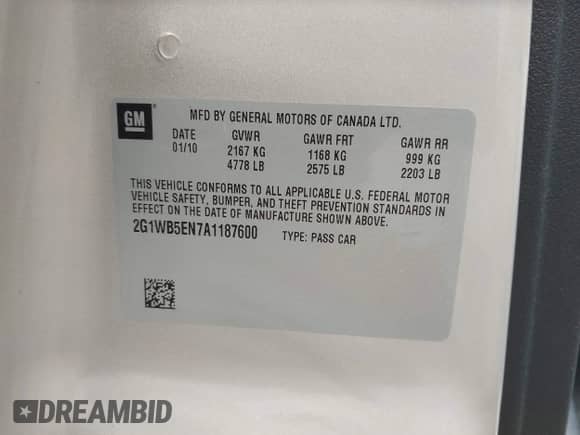 GM
MFD BY GENERAL MOTORS OF CANADA LTD.
DATE GVWR GAWR FRT GAWR RR
01/10 2167 KG 1168 KG 999 KG
4778 LB 2575 LB 2203 LB
THIS VEHICLE CONFORMS TO ALL APPLICABLE U.S. FEDERAL MOTOR
VEHICLE SAFETY, BUMPER, AND THEFT PREVENTION STANDARDS IN
EFFECT ON THE DATE OF MANUFACTURE SHOWN ABOVE.
2G1WB5EN7A1187600 TYPE: PASS CAR
DREAMBID